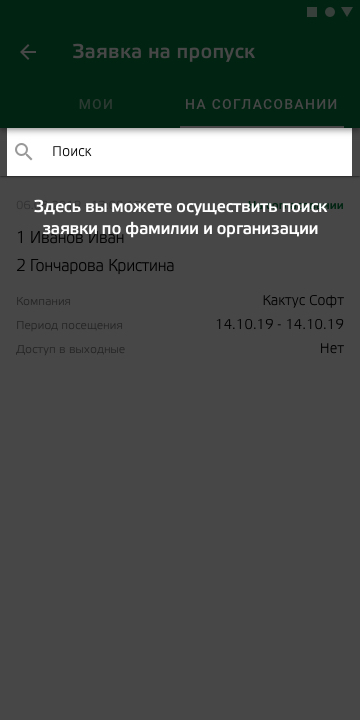 Заявка на пропуск
МОИ
НА СОГЛАСОВАНИИ
Поиск
Здесь вы можете осуществить поиск
заявки по фамилии и организации
1 Иванов Иван
2 Гончарова Кристина
Компания
Кактус Софт
Период посещения
14.10.19 - 14.10.19
Доступ в выходные
Нет